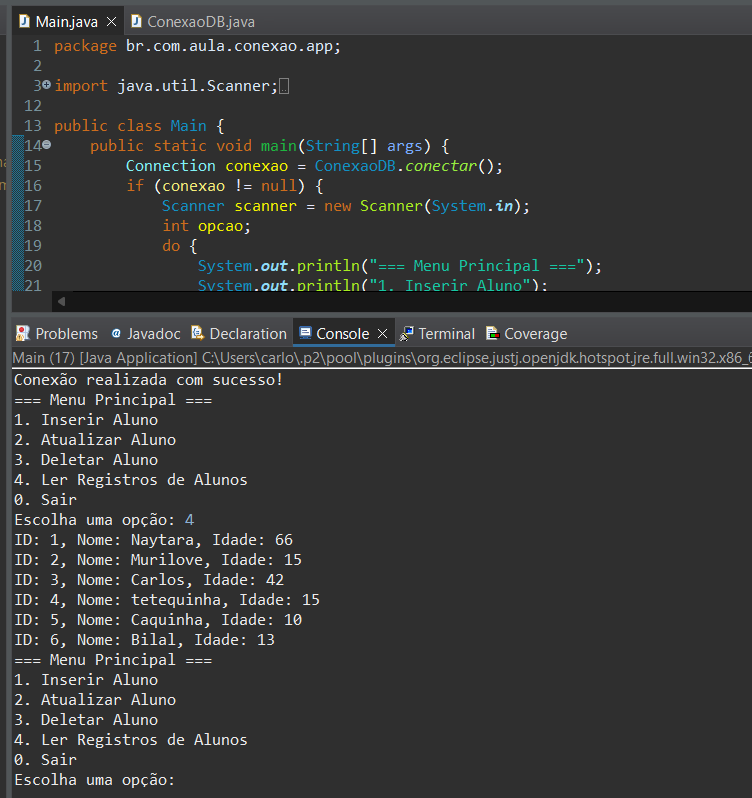 Main.java
ConexaoDB.java
1 package br.com.aula.conexao.app;
2
3 import java.util.Scanner;
12
13 public class Main {
14 public static void main(String[] args) {
15 Connection conexao = ConexaoDB.conectar();
16 if (conexao != null) {
17 Scanner scanner = new Scanner(System.in);
18 int opcao;
19 do {
20 System.out.println("=== Menu Principal ===");
21 System.out.println("1. Inserir Aluno");
Problems @ Javadoc Declaration Console Terminal Coverage
Main (17) [Java Application] C:\Users\carlo\.p2\pool\plugins\org.eclipse.justj.openjdk.hotspot.jre.full.win32.x86_6
Conexão realizada com sucesso!
=== Menu Principal ===
1. Inserir Aluno
2. Atualizar Aluno
3. Deletar Aluno
4. Ler Registros de Alunos
0. Sair
Escolha uma opção: 4
ID: 1, Nome: Naytara, Idade: 66
ID: 2, Nome: Murilove, Idade: 15
ID: 3, Nome: Carlos, Idade: 42
ID: 4, Nome: tetequinha, Idade: 15
ID: 5, Nome: Caquinha, Idade: 10
ID: 6, Nome: Bilal, Idade: 13
=== Menu Principal ===
1. Inserir Aluno
2. Atualizar Aluno
3. Deletar Aluno
4. Ler Registros de Alunos
0. Sair
Escolha uma opção: